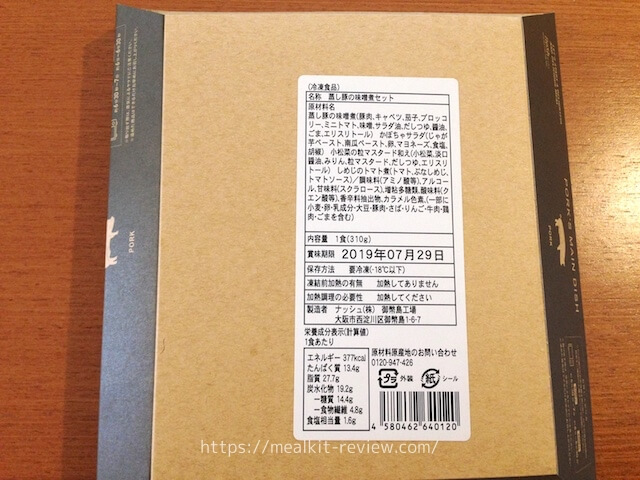 (冷凍食品)
名称 蒸し豚の味噌煮セット
原材料名
蒸し豚の味噌煮(豚肉、キャベツ、茄子、ブロッコ
リー、ミニトマト、味噌、サラダ油、だしつゆ、醤油、
ごま、エリスリトール) かぼちゃサラダ(じゃが
芋ペースト、南瓜ペースト、卵、マヨネーズ、食塩、
胡椒) 小松菜の粒マスタード和え(小松菜、淡口
醤油、みりん、粒マスタード、だしつゆ、エリスリ
トール) しめじのトマト煮(トマト、ぶなしめじ、
トマトソース)/調味料(アミノ酸等)、アルコー
ル、甘味料(スクラロース)、増粘多糖類、酸味料(ク
エン酸等)、香辛料抽出物、カラメル色素、(一部に
小麦・卵・乳成分・大豆・豚肉・さば・りんご・牛肉・鶏
肉・ごまを含む)
内容量 1食(310g)
賞味期限 2019年07月29日
保存方法 要冷凍(-18℃以下)
凍結前加熱の有無 加熱してありません
加熱調理の必要性 加熱してください
製造者 ナッシュ(株) 御幣島工場
大阪市西淀川区御幣島1-6-7
栄養成分表示(計算値)
1食あたり
エネルギー 377kcal
たんぱく質 13.4g
脂質 27.7g
炭水化物 19.2g
ー糖質 14.4g
ー食物繊維 4.8g
食塩相当量 1.6g
原材料原産地のお問い合わせ
0120-947-426
プラ 外装 紙 シール
4 580462 640120
PORK
PORK'S MAIN DISH
PORK
https://mealkit-review.com/